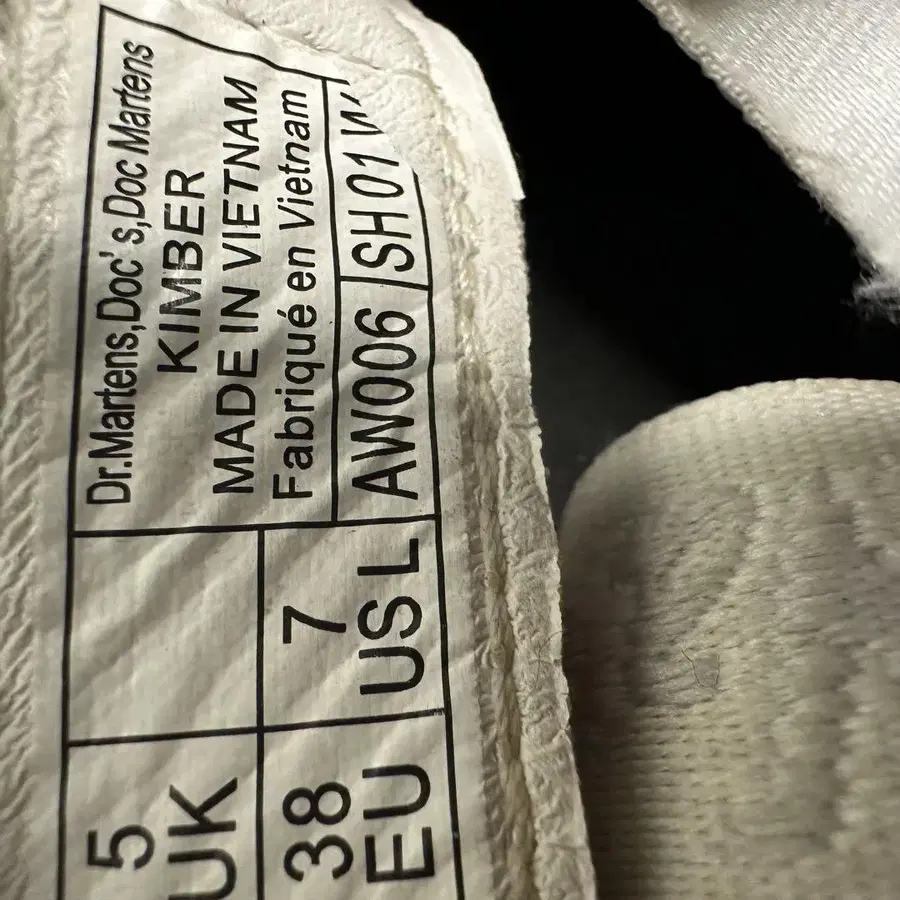 Dr.Martens,Doc's,Doc Martens
KIMBER
MADE IN VIETNAM
Fabriqué en Vietnam
AW006 SH01
5
UK
7
US L
38
EU